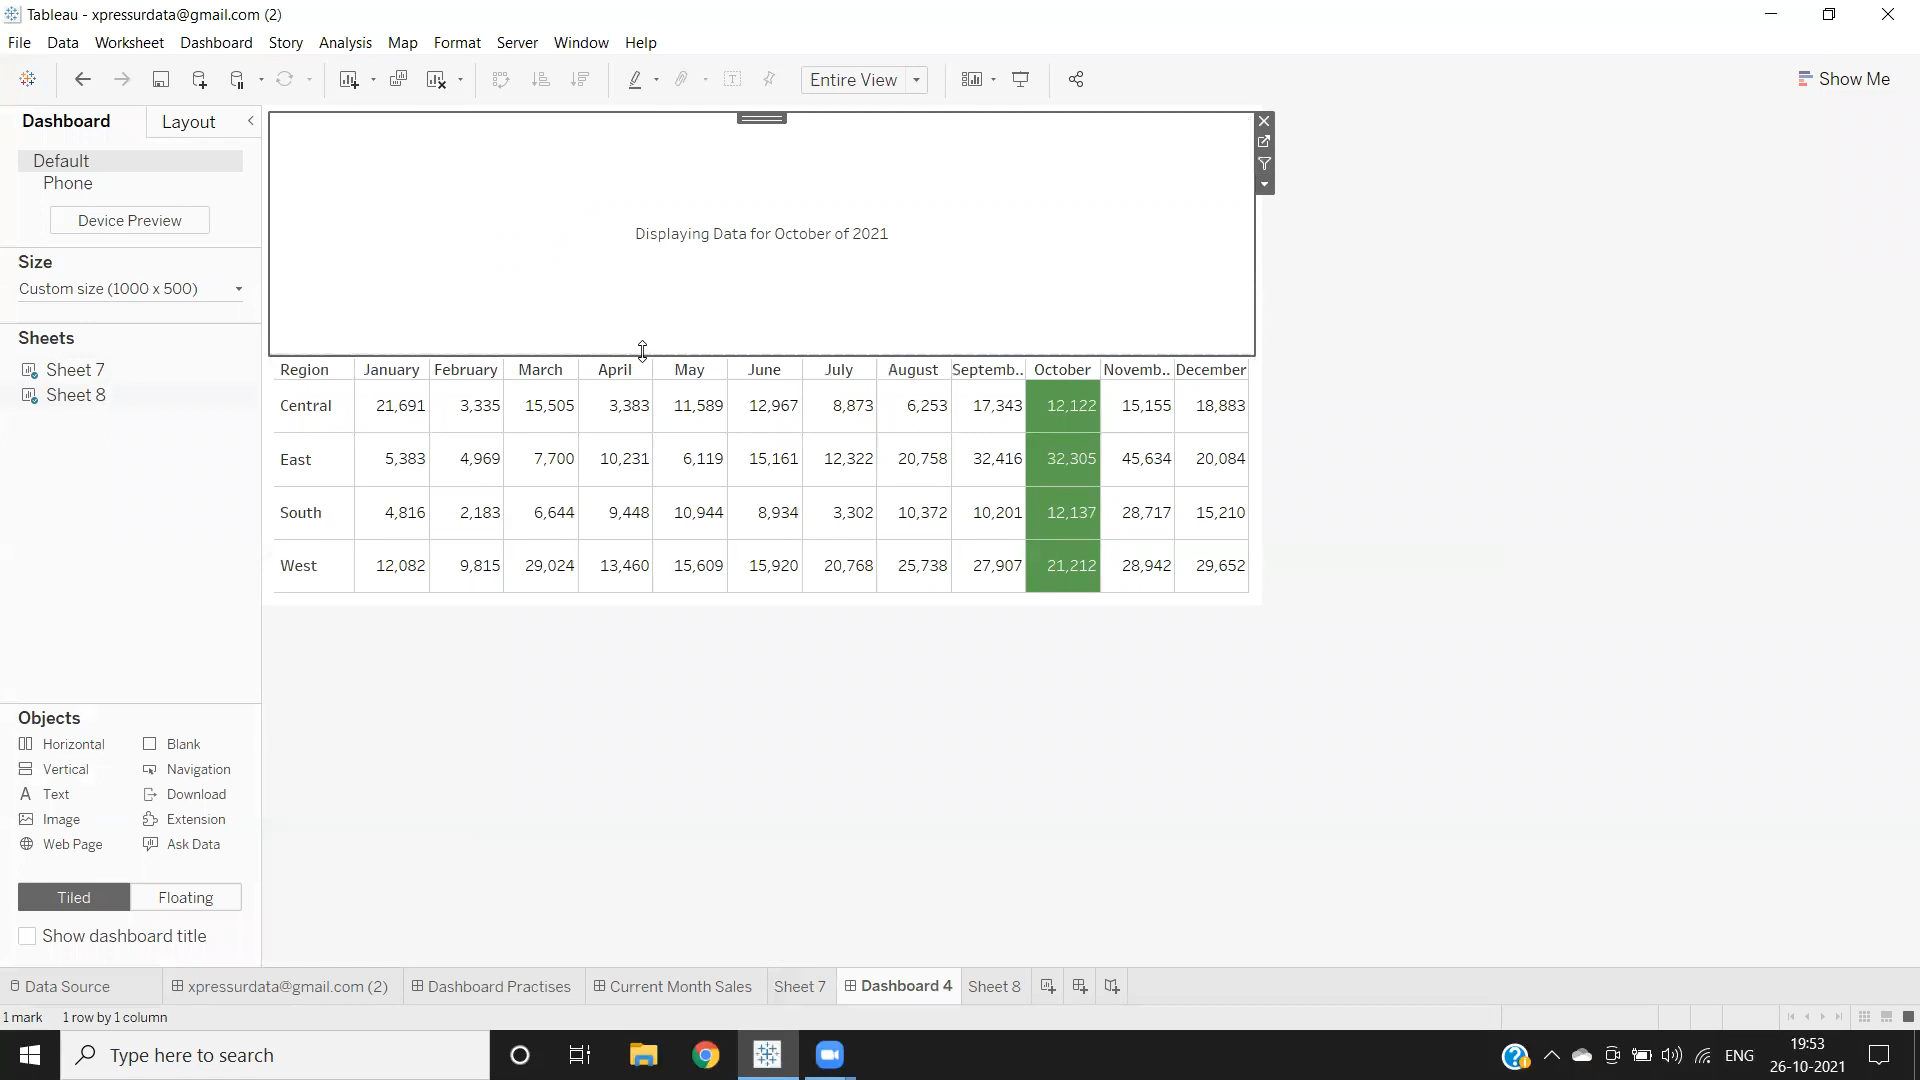 Tableau - xpressurdata@gmail.com (2)
File Data Worksheet Dashboard Story Analysis Map Format Server Window Help
Entire View
Show Me
Dashboard Layout
Default
Phone
Device Preview
Size
Custom size (1000 x 500)
Sheets
Sheet 7
Sheet 8
Displaying Data for October of 2021
Region January February March April May June July August Septemb.. October Novemb.. December
Central 21,691 3,335 15,505 3,383 11,589 12,967 8,873 6,253 17,343 12,122 15,155 18,883
East 5,383 4,969 7,700 10,231 6,119 15,161 12,322 20,758 32,416 32,305 45,634 20,084
South 4,816 2,183 6,644 9,448 10,944 8,934 3,302 10,372 10,201 12,137 28,717 15,210
West 12,082 9,815 29,024 13,460 15,609 15,920 20,768 25,738 27,907 21,212 28,942 29,652
Objects
Horizontal Blank
Vertical Navigation
A Text Download
Image Extension
Web Page Ask Data
Tiled Floating
Show dashboard title
Data Source xpressurdata@gmail.com (2) Dashboard Practises Current Month Sales Sheet 7 Dashboard 4 Sheet 8
1 mark 1 row by 1 column
Type here to search
ENG
19:53
26-10-2021